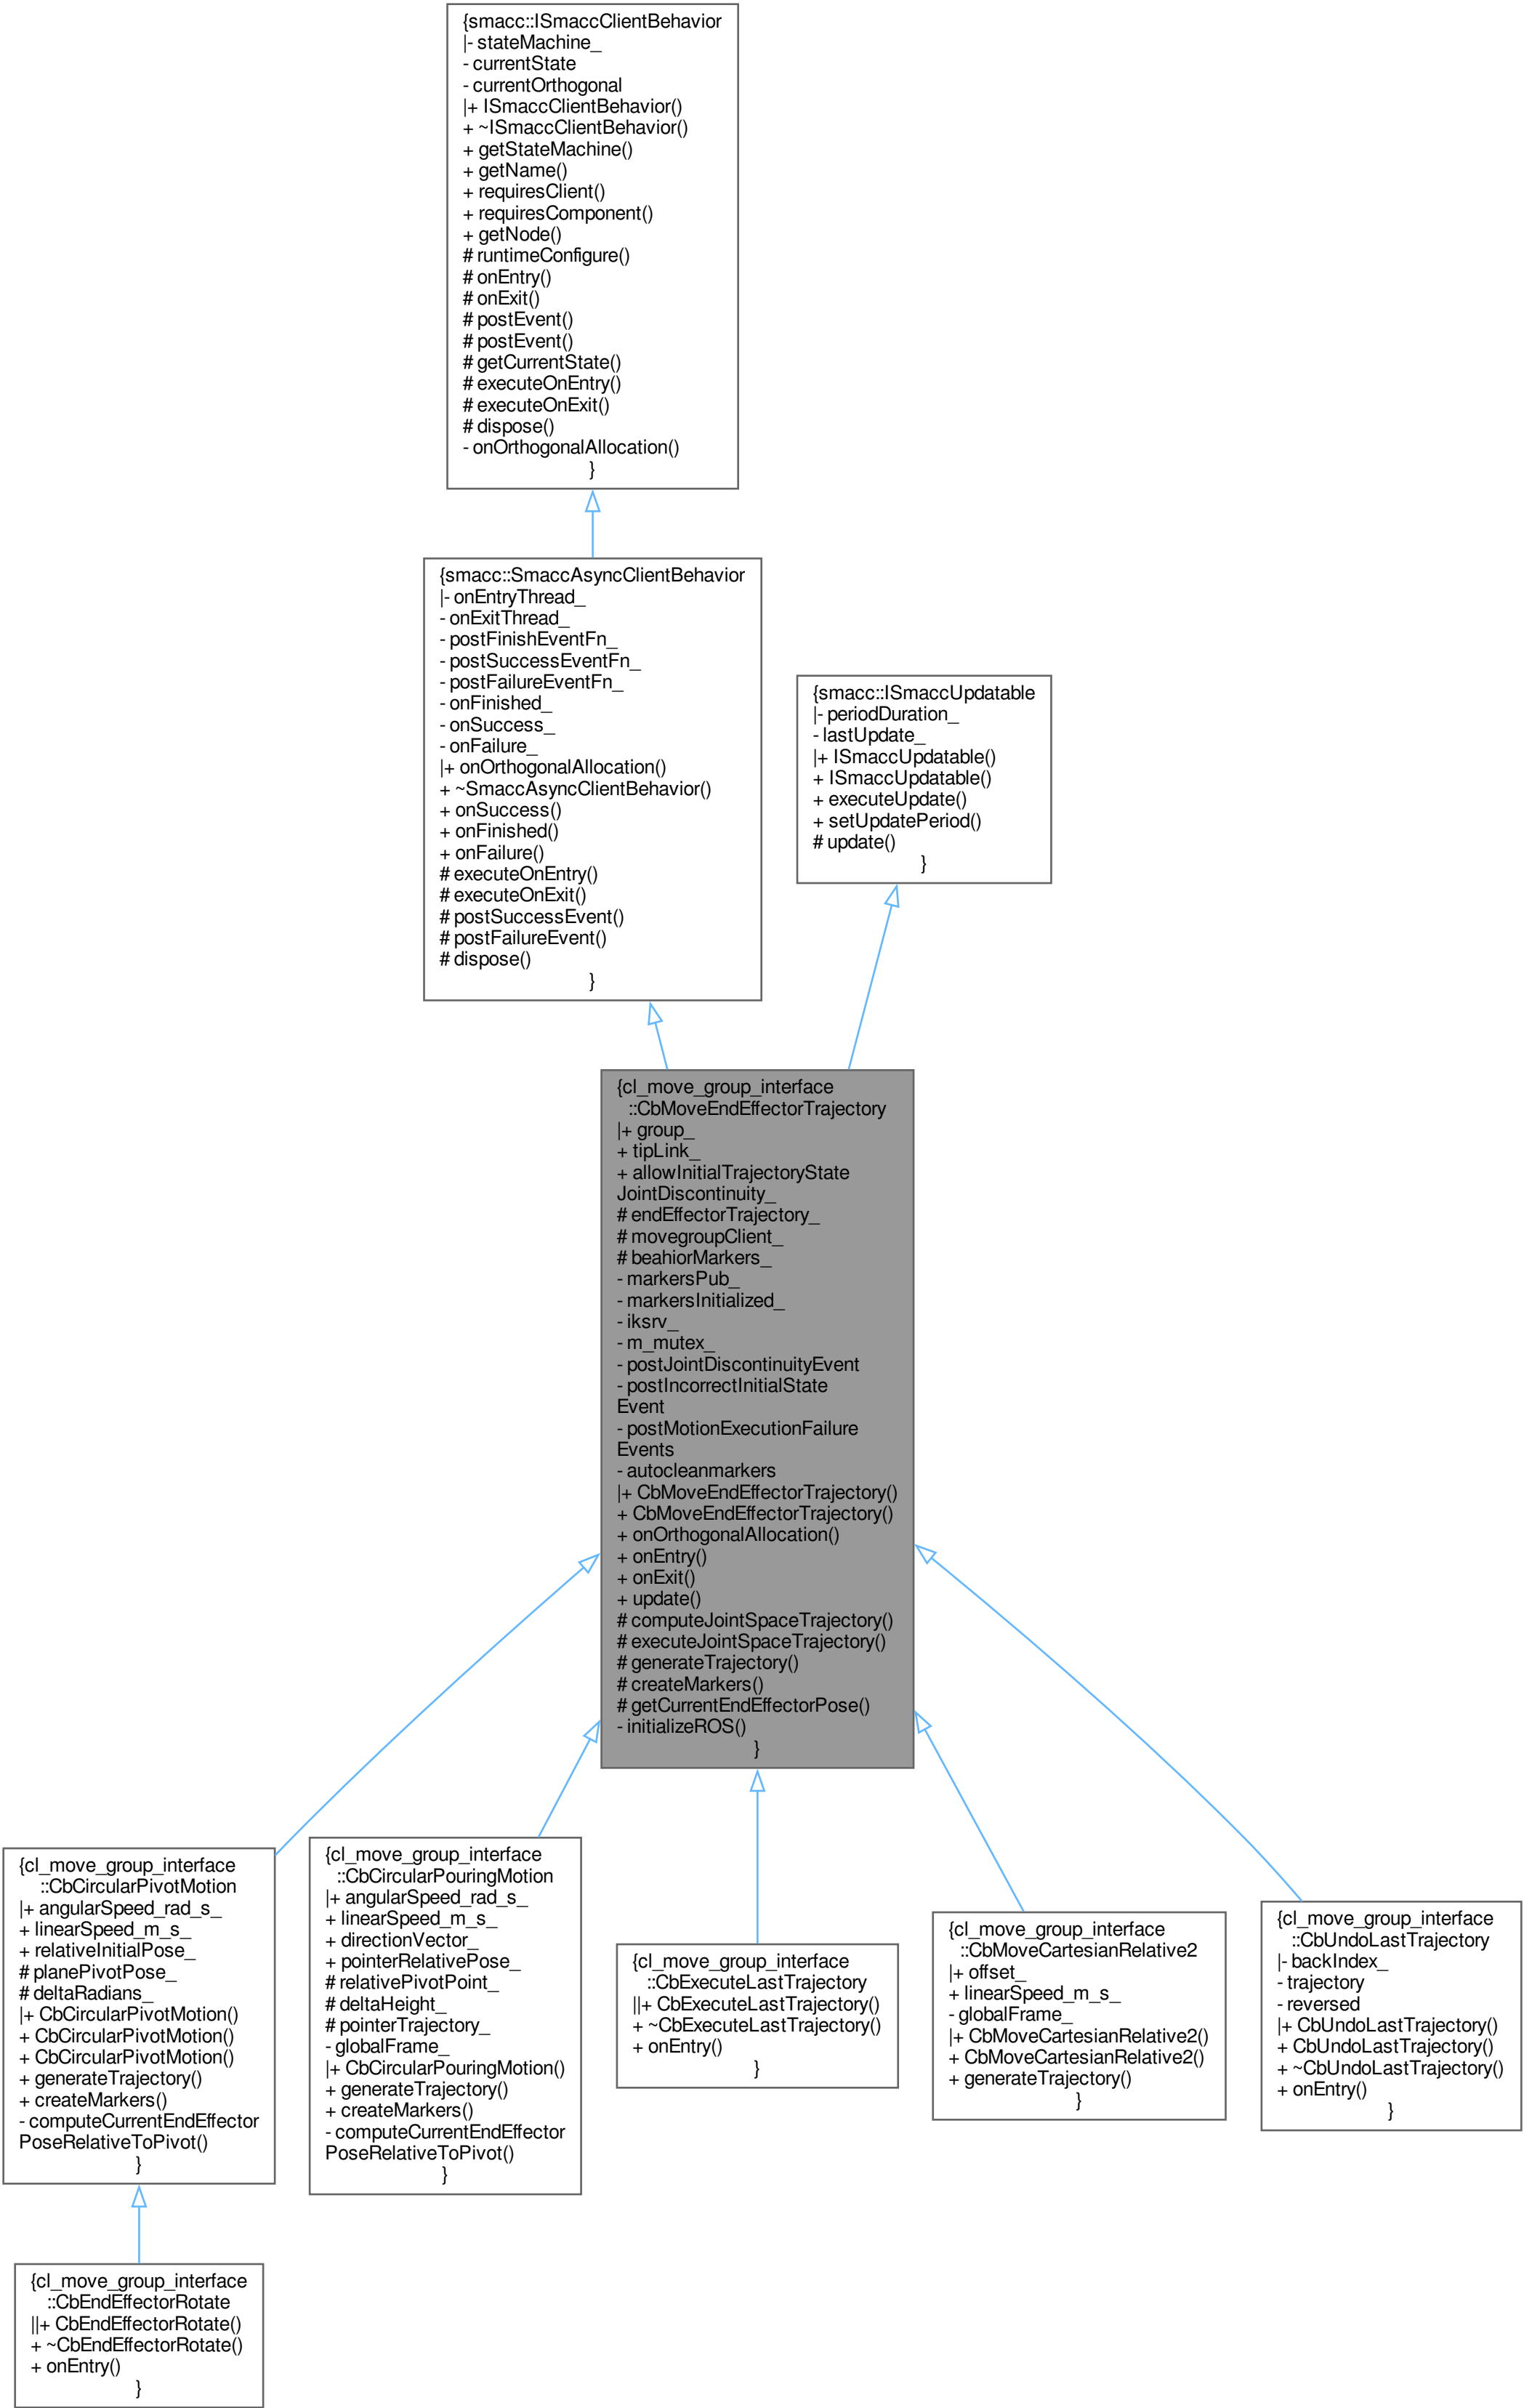 {smacc::ISmaccClientBehavior
|- stateMachine_
- currentState
- currentOrthogonal
|+ ISmaccClientBehavior()
+ ~ISmaccClientBehavior()
+ getStateMachine()
+ getName()
+ requiresClient()
+ requiresComponent()
+ getNode()
# runtimeConfigure()
# onEntry()
# onExit()
# postEvent()
# postEvent()
# getCurrentState()
# executeOnEntry()
# executeOnExit()
# dispose()
- onOrthogonalAllocation()
}
{smacc::SmaccAsyncClientBehavior
|- onEntryThread_
- onExitThread_
- postFinishEventFn_
- postSuccessEventFn_
- postFailureEventFn_
- onFinished_
- onSuccess_
- onFailure_
|+ onOrthogonalAllocation()
+ ~SmaccAsyncClientBehavior()
+ onSuccess()
+ onFinished()
+ onFailure()
# executeOnEntry()
# executeOnExit()
# postSuccessEvent()
# postFailureEvent()
# dispose()
}
{smacc::ISmaccUpdatable
|- periodDuration_
- lastUpdate_
|+ ISmaccUpdatable()
+ ISmaccUpdatable()
+ executeUpdate()
+ setUpdatePeriod()
# update()
}
{cl_move_group_interface
::CbMoveEndEffectorTrajectory
|+ group_
+ tipLink_
+ allowInitialTrajectoryState
JointDiscontinuity_
# endEffectorTrajectory_
# movegroupClient_
# beahiorMarkers_
- markersPub_
- markersInitialized_
- iksrv_
- m_mutex_
- postJointDiscontinuityEvent
- postIncorrectInitialState
Event
- postMotionExecutionFailure
Events
- autocleanmarkers
|+ CbMoveEndEffectorTrajectory()
+ CbMoveEndEffectorTrajectory()
+ onOrthogonalAllocation()
+ onEntry()
+ onExit()
+ update()
# computeJointSpaceTrajectory()
# executeJointSpaceTrajectory()
# generateTrajectory()
# createMarkers()
# getCurrentEndEffectorPose()
- initializeROS()
}
{cl_move_group_interface
::CbCircularPivotMotion
|+ angularSpeed_rad_s_
+ linearSpeed_m_s_
+ relativeInitialPose_
# planePivotPose_
# deltaRadians_
|+ CbCircularPivotMotion()
+ CbCircularPivotMotion()
+ CbCircularPivotMotion()
+ generateTrajectory()
+ createMarkers()
- computeCurrentEndEffector
PoseRelativeToPivot()
}
{cl_move_group_interface
::CbCircularPouringMotion
|+ angularSpeed_rad_s_
+ linearSpeed_m_s_
+ directionVector_
+ pointerRelativePose_
# relativePivotPoint_
# deltaHeight_
# pointerTrajectory_
- globalFrame_
|+ CbCircularPouringMotion()
+ generateTrajectory()
+ createMarkers()
- computeCurrentEndEffector
PoseRelativeToPivot()
}
{cl_move_group_interface
::CbExecuteLastTrajectory
||+ CbExecuteLastTrajectory()
+ ~CbExecuteLastTrajectory()
+ onEntry()
}
{cl_move_group_interface
::CbMoveCartesianRelative2
|+ offset_
+ linearSpeed_m_s_
- globalFrame_
|+ CbMoveCartesianRelative2()
+ CbMoveCartesianRelative2()
+ generateTrajectory()
}
{cl_move_group_interface
::CbUndoLastTrajectory
|- backIndex_
- trajectory
- reversed
|+ CbUndoLastTrajectory()
+ CbUndoLastTrajectory()
+ ~CbUndoLastTrajectory()
+ onEntry()
}
{cl_move_group_interface
::CbEndEffectorRotate
||+ CbEndEffectorRotate()
+ ~CbEndEffectorRotate()
+ onEntry()
}